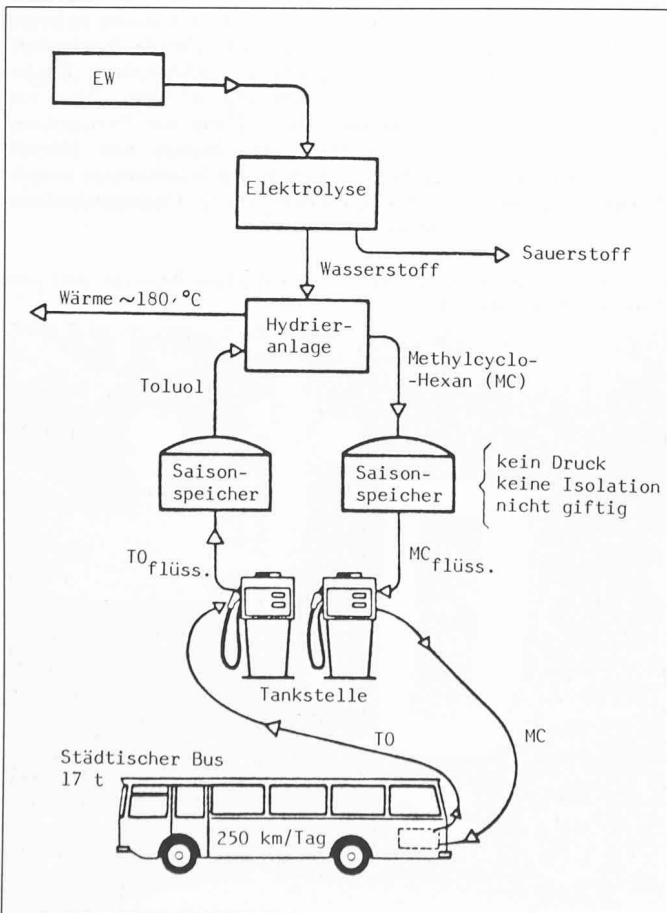 EW
Elektrolyse
Sauerstoff
Wasserstoff
Wärme ~180 °C
Hydrier-
anlage
Methylcyclo-
-Hexan (MC)
Toluol
Saison-
speicher
Saison-
speicher
kein Druck
keine Isolation
nicht giftig
TO flüss.
MC flüss.
Tankstelle
TO
MC
Städtischer Bus
17 t
250 km/Tag